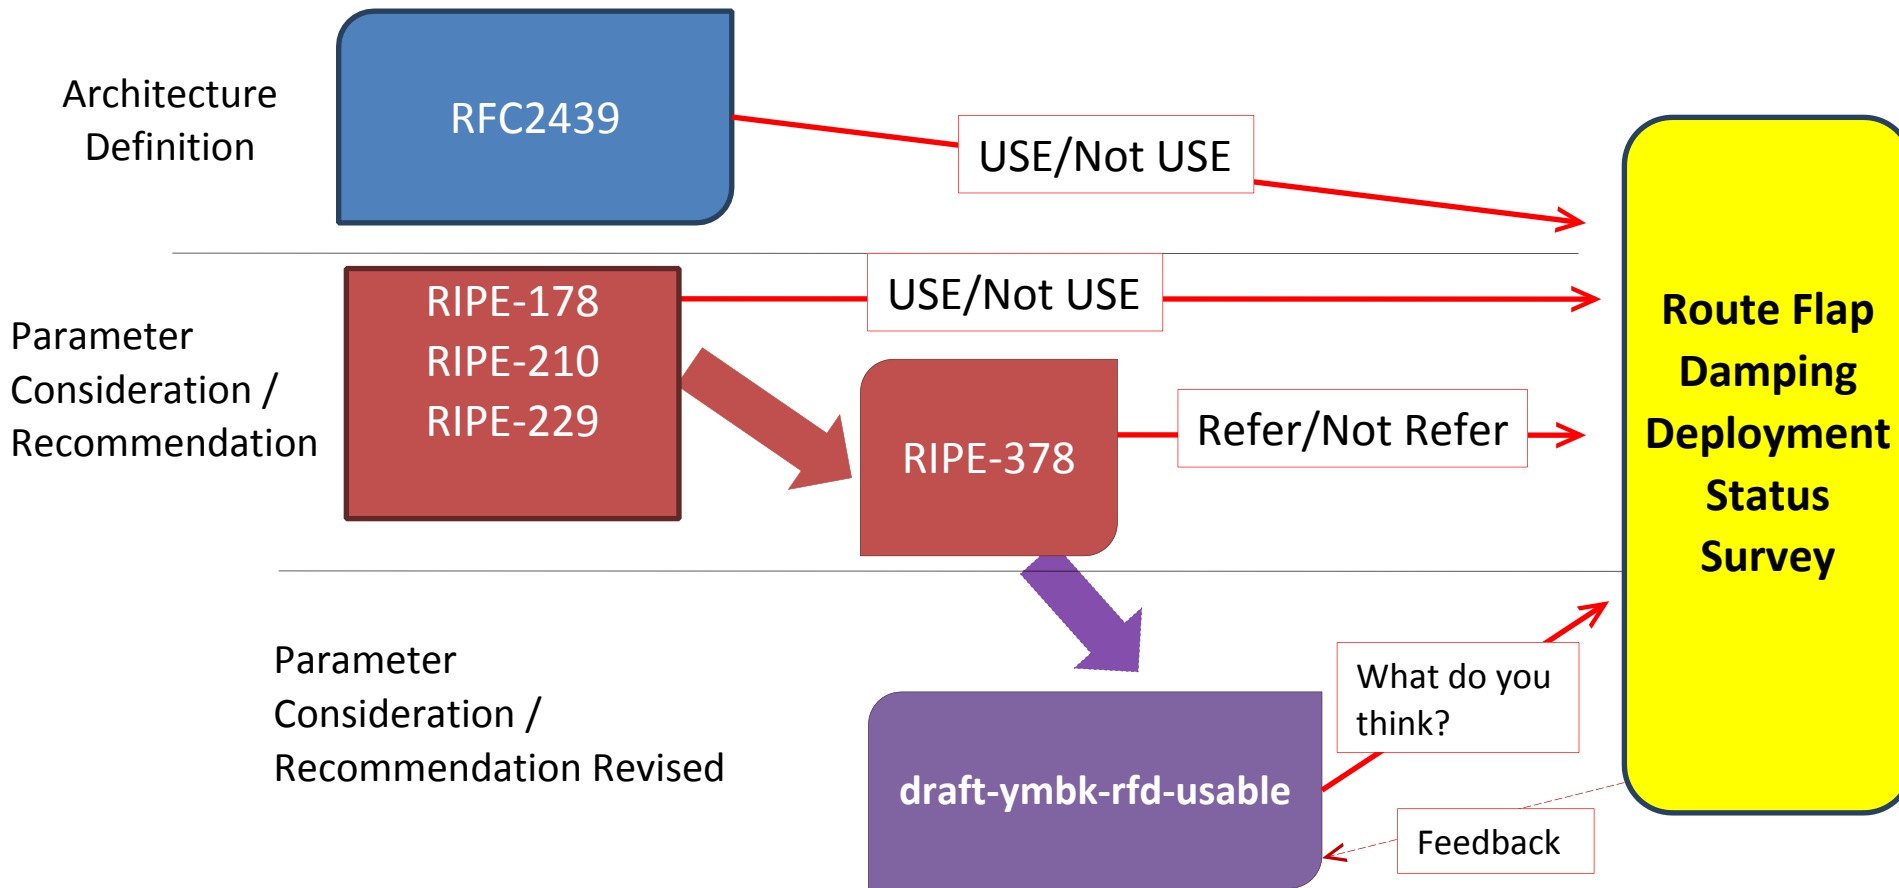 Architecture
Definition
RFC2439
USE/Not USE
Parameter
Consideration /
Recommendation
RIPE-178
RIPE-210
RIPE-229
USE/Not USE
RIPE-378
Refer/Not Refer
Route Flap
Damping
Deployment
Status
Survey
Parameter
Consideration /
Recommendation Revised
draft-ymbk-rfd-usable
What do you
think?
Feedback